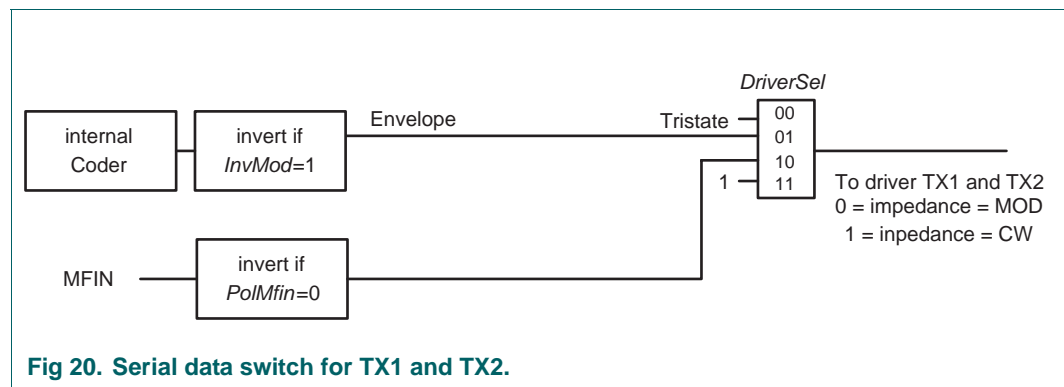 DriverSel
internal
Coder
invert if
InvMod=1
Envelope
Tristate
00
01
10
1
11
To driver TX1 and TX2
0 = impedance = MOD
1 = inpedance = CW
MFIN
invert if
PolMfin=0
Fig 20. Serial data switch for TX1 and TX2.